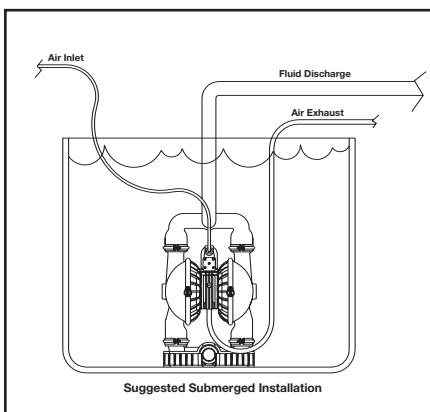 Air Inlet
Fluid Discharge
Air Exhaust
Suggested Submerged Installation